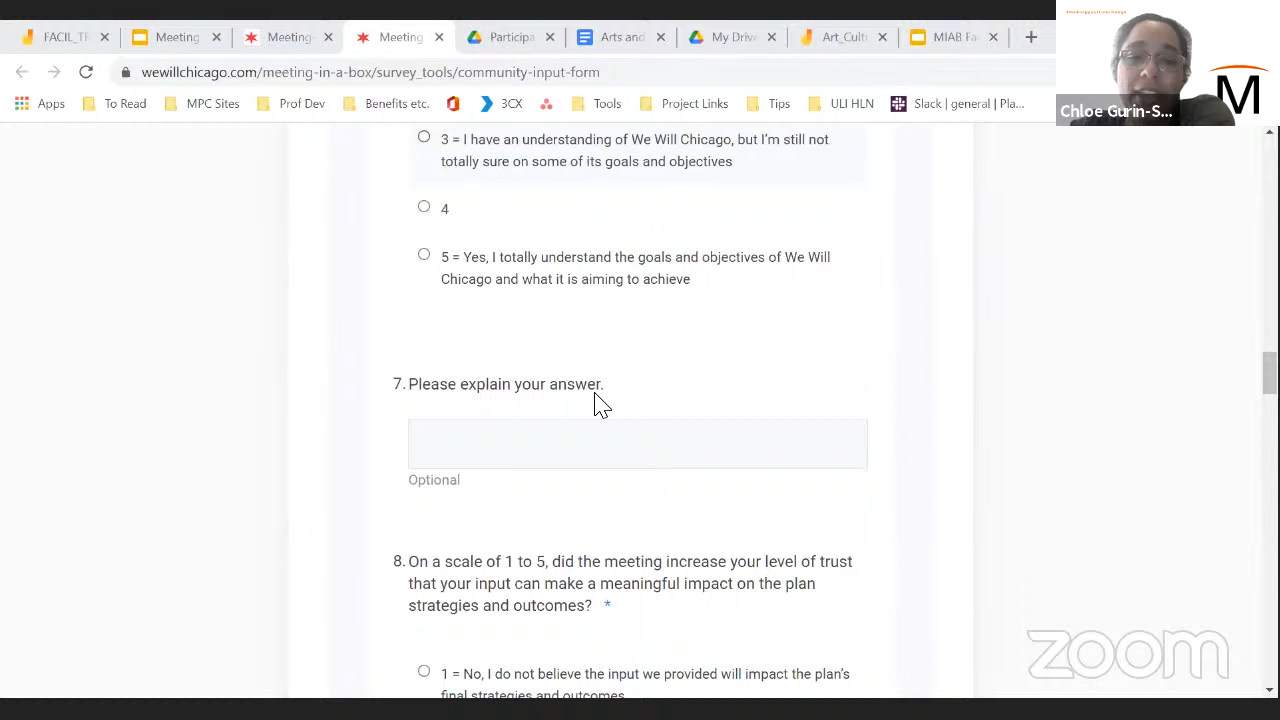 FACIL_TR
Meeting
Meeting
Meeting
Participa
Arts and
My Drive
Art_Cult
MIAB Fa
wewillchicago.com/meeting-in-a-box/survey_tools/community-input-form
Apps
To Read
MPC Sites
Prof Dev
Benefits etc.
3CX
Tools
Project Links
Tips
ULI HLN
Slack | general | Pla...
M
Chloe Gurin-S...
3 = I have an understanding of We Will Chicago, but I'm still not
totally sure on some of its goals and objectives
4
5 = Yes, I totally understand the goals and objectives of We Will
Chicago and what it is aiming to achieve
7. Please explain your answer.
Optional
8. On a scale of 1 to 5, did the meeting increase your level of trust
that your input can make a meaningful impact on the plan
strategies and outcomes? *
1 = No, I do not believe the input we provided will impact the plan's
final strategies and outcomes
zoom